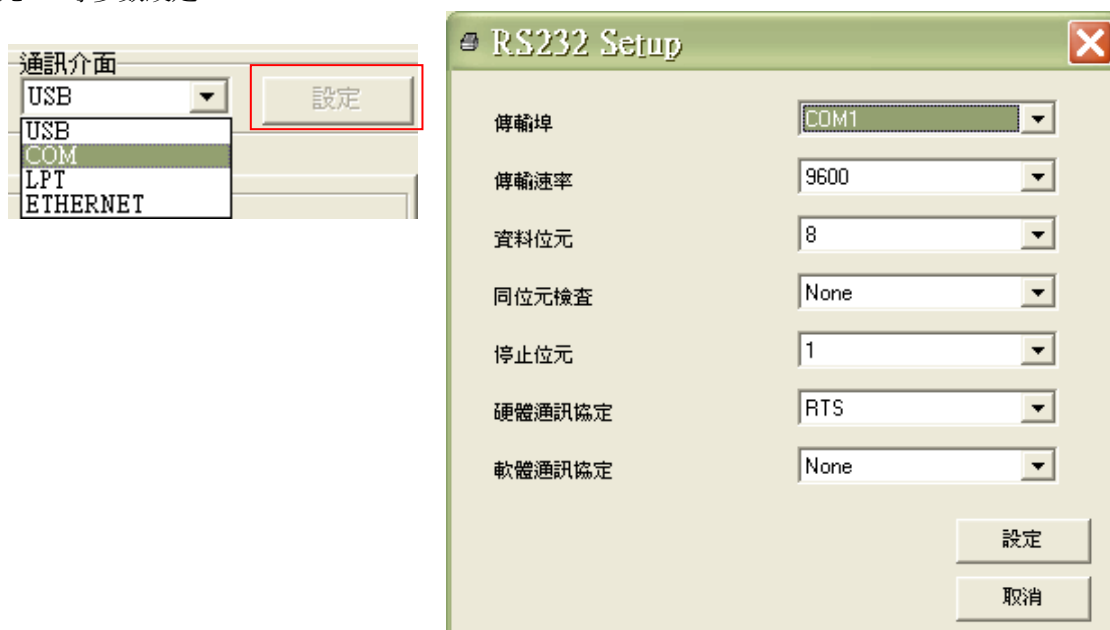 通訊介面
USB
設定
USB
COM
LPT
ETHERNET
RS232 Setup
傳輸埠 COM1
傳輸速率 9600
資料位元 8
同位元檢查 None
停止位元 1
硬體通訊協定 RTS
軟體通訊協定 None
設定
取消